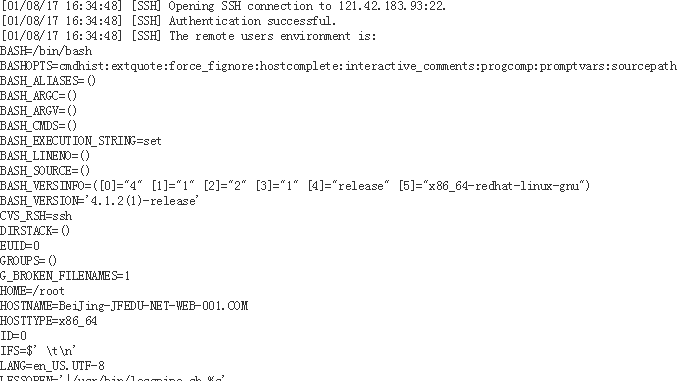 [01/08/17 16:34:48] [SSH] Opening SSH connection to 121.42.183.93:22.
[01/08/17 16:34:48] [SSH] Authentication successful.
[01/08/17 16:34:48] [SSH] The remote users environment is:
BASH=/bin/bash
BASHOPTS=cmdhist:extquote:force_fignore:hostcomplete:interactive_comments:progcomp:promptvars:sourcepath
BASH_ALIASES=()
BASH_ARGC=()
BASH_ARGV=()
BASH_CMDS=()
BASH_EXECUTION_STRING=set
BASH_LINENO=()
BASH_SOURCE=()
BASH_VERSINFO=([0]="4" [1]="1" [2]="2" [3]="1" [4]="release" [5]="x86_64-redhat-linux-gnu")
BASH_VERSION='4.1.2(1)-release'
CVS_RSH=ssh
DIRSTACK=()
EUID=0
GROUPS=()
G_BROKEN_FILENAMES=1
HOME=/root
HOSTNAME=BeiJing-JFEDU-NET-WEB-001.COM
HOSTTYPE=x86_64
ID=0
IFS=$' \t\n'
LANG=en_US.UTF-8
LESSOPEN='|/usr/bin/lesspipe.sh %s'